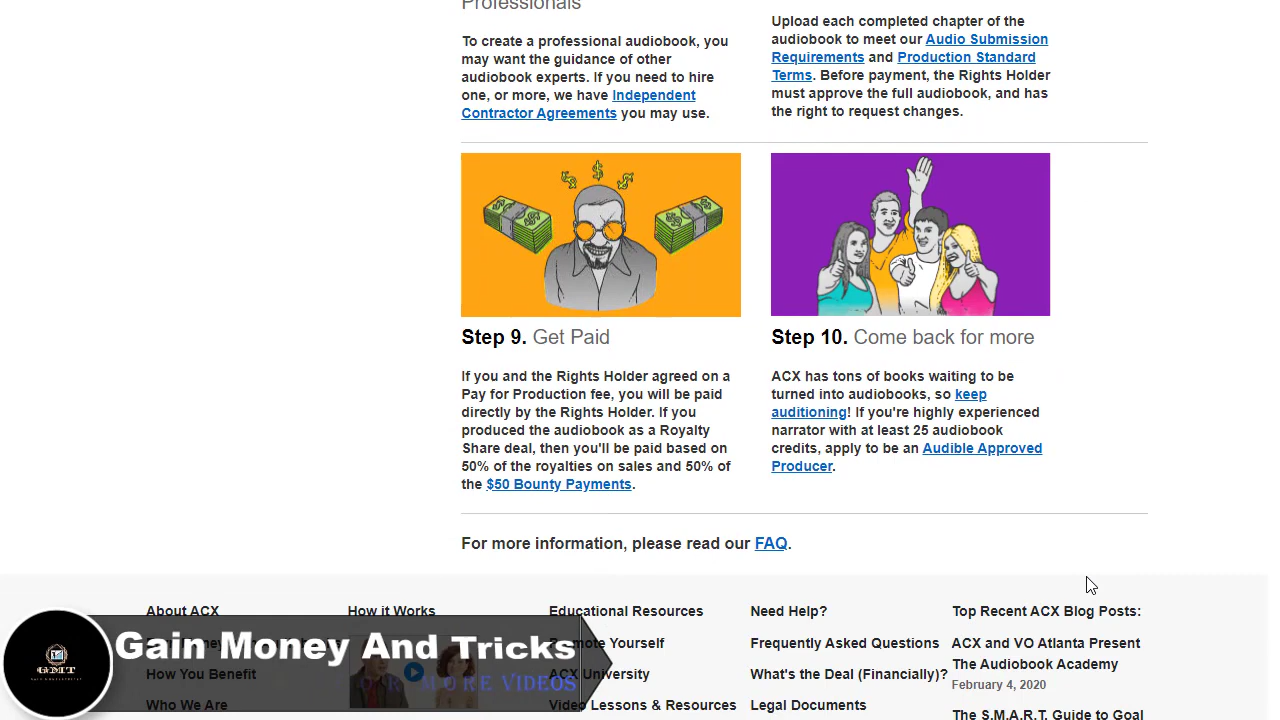 Professionals
To create a professional audiobook, you
may want the guidance of other
audiobook experts. If you need to hire
one, or more, we have Independent
Contractor Agreements you may use.
Upload each completed chapter of the
audiobook to meet our Audio Submission
Requirements and Production Standard
Terms. Before payment, the Rights Holder
must approve the full audiobook, and has
the right to request changes.
Step 9. Get Paid
If you and the Rights Holder agreed on a
Pay for Production fee, you will be paid
directly by the Rights Holder. If you
produced the audiobook as a Royalty
Share deal, then you'll be paid based on
50% of the royalties on sales and 50% of
the $50 Bounty Payments.
Step 10. Come back for more
ACX has tons of books waiting to be
turned into audiobooks, so keep
auditioning! If you're highly experienced
narrator with at least 25 audiobook
credits, apply to be an Audible Approved
Producer.
For more information, please read our FAQ.
About ACX
How You Benefit
Who We Are
How it Works
Educational Resources
Yourself
ACX University
Video Lessons & Resources
Need Help?
Frequently Asked Questions
What's the Deal (Financially)?
Legal Documents
Top Recent ACX Blog Posts:
ACX and VO Atlanta Present
The Audiobook Academy
February 4, 2020
The S.M.A.R.T. Guide to Goal
GMIT
Gain Money And Tricks
MORE VIDEOS